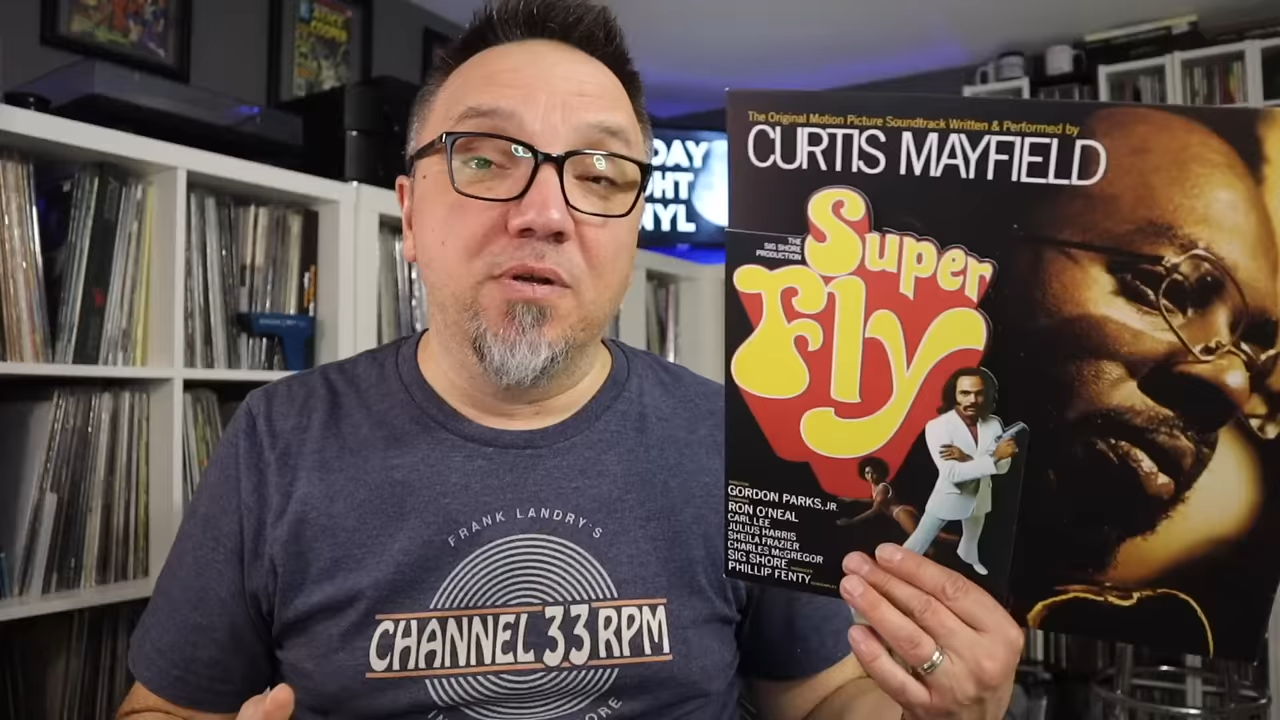 The Original Motion Picture Soundtrack Written & Performed by
CURTIS MAYFIELD
THE
SIG SHORE
PRODUCTION
Super
Fly
GORDON PARKS, JR.
RON O'NEAL
CARL LEE
JULIUS HARRIS
SHEILA FRAZIER
CHARLES McGREGOR
SIG SHORE
PHILLIP FENTY
FRANK LANDRY'S
CHANNEL 33 RPM